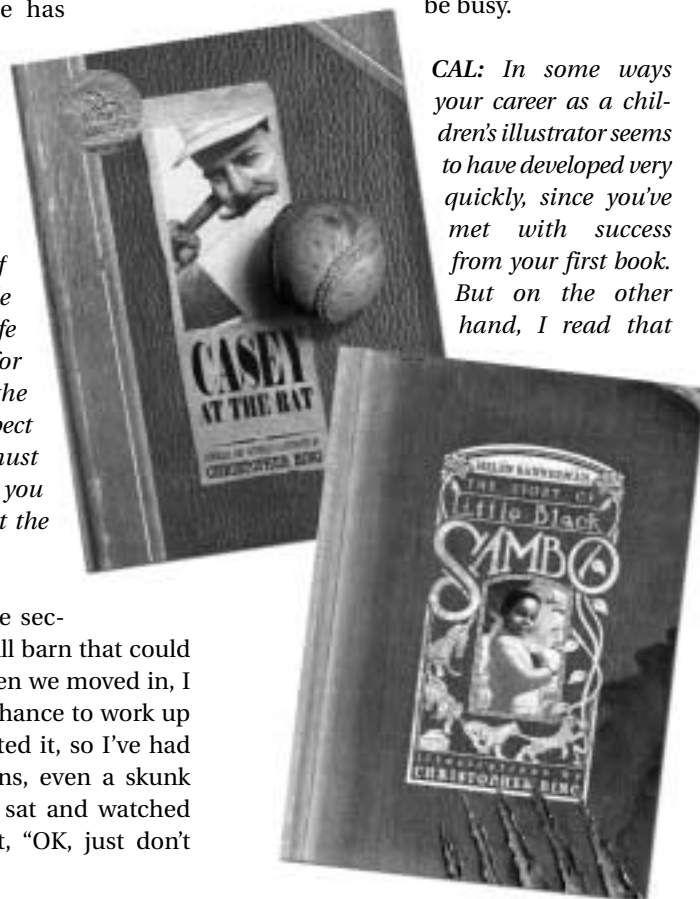 e has
f
e
fe
for
the
pect
must
you
t the
e sec-
ll barn that could
en we moved in, I
hance to work up
ted it, so I've had
ns, even a skunk
sat and watched
t, "OK, just don't
CASEY
AT THE BAT
CHRISTOPHER BING
be busy.
CAL: In some ways
your career as a chil-
dren's illustrator seems
to have developed very
quickly, since you've
met with success
from your first book.
But on the other
hand, I read that
HELEN BANNERMAN
THE STORY OF
Little Black
SAMBO
ILLUSTRATIONS BY
CHRISTOPHER BING